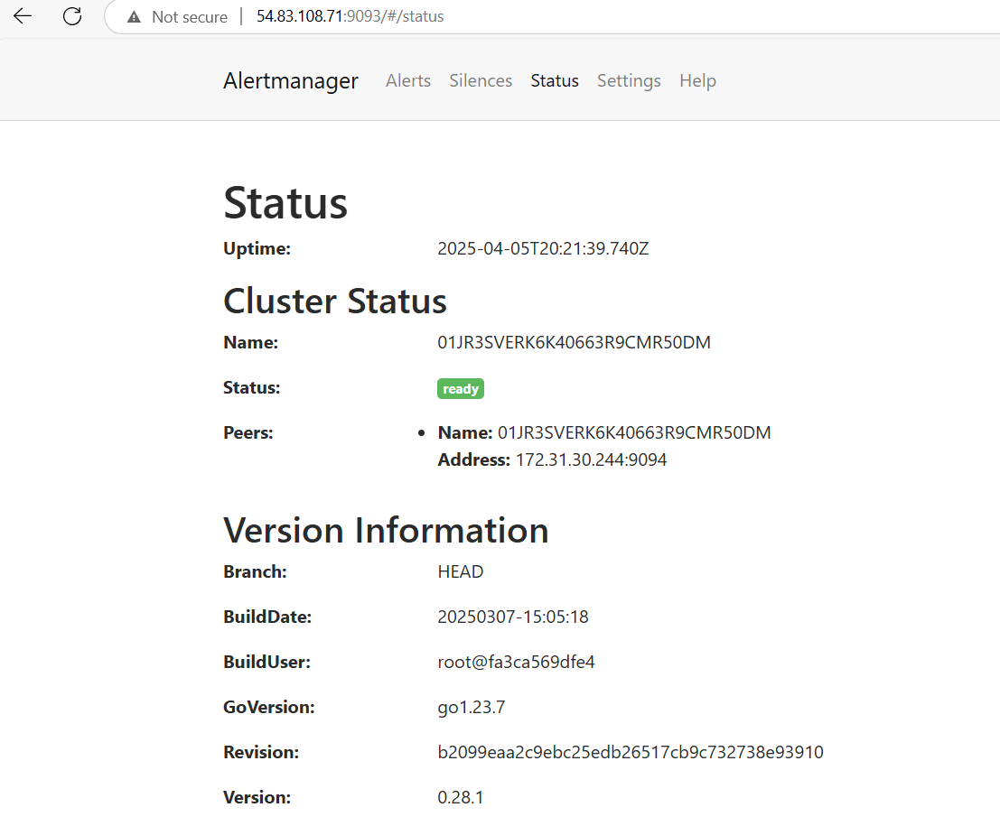 Not secure | 54.83.108.71:9093/#/status
Alertmanager Alerts Silences Status Settings Help
Status
Uptime: 2025-04-05T20:21:39.740Z
Cluster Status
Name: 01JR3SVERK6K40663R9CMR50DM
Status: ready
Peers: • Name: 01JR3SVERK6K40663R9CMR50DM
Address: 172.31.30.244:9094
Version Information
Branch: HEAD
BuildDate: 20250307-15:05:18
BuildUser: root@fa3ca569dfe4
GoVersion: go1.23.7
Revision: b2099eaa2c9ebc25edb26517cb9c732738e93910
Version: 0.28.1